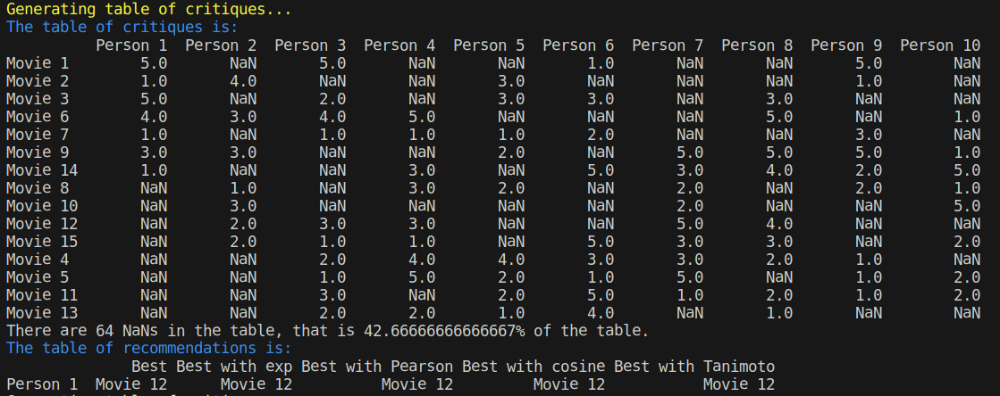 Generating table of critiques...
The table of critiques is:
Person 1 Person 2 Person 3 Person 4 Person 5 Person 6 Person 7 Person 8 Person 9 Person 10
Movie 1 5.0 NaN 5.0 NaN NaN 1.0 NaN NaN 5.0 NaN
Movie 2 1.0 4.0 NaN NaN 3.0 NaN NaN NaN 1.0 NaN
Movie 3 5.0 NaN 2.0 NaN 3.0 3.0 NaN 3.0 NaN NaN
Movie 6 4.0 3.0 4.0 5.0 NaN NaN NaN 5.0 NaN 1.0
Movie 7 1.0 NaN 1.0 1.0 1.0 2.0 NaN NaN 3.0 NaN
Movie 9 3.0 3.0 NaN NaN 2.0 NaN 5.0 5.0 5.0 1.0
Movie 14 1.0 NaN NaN 3.0 NaN 5.0 3.0 4.0 2.0 5.0
Movie 8 NaN 1.0 NaN 3.0 2.0 NaN 2.0 NaN 2.0 1.0
Movie 10 NaN 3.0 NaN NaN NaN NaN 2.0 NaN NaN 5.0
Movie 12 NaN 2.0 3.0 3.0 NaN NaN 5.0 4.0 NaN NaN
Movie 15 NaN 2.0 1.0 1.0 NaN 5.0 3.0 3.0 NaN 2.0
Movie 4 NaN NaN 2.0 4.0 4.0 3.0 3.0 2.0 1.0 NaN
Movie 5 NaN NaN 1.0 5.0 2.0 1.0 5.0 NaN 1.0 2.0
Movie 11 NaN NaN 3.0 NaN 2.0 5.0 1.0 2.0 1.0 2.0
Movie 13 NaN NaN 2.0 2.0 1.0 4.0 NaN 1.0 NaN NaN
There are 64 NaNs in the table, that is 42.66666666666667% of the table.
The table of recommendations is:
Best Best with exp Best with Pearson Best with cosine Best with Tanimoto
Person 1 Movie 12 Movie 12 Movie 12 Movie 12 Movie 12